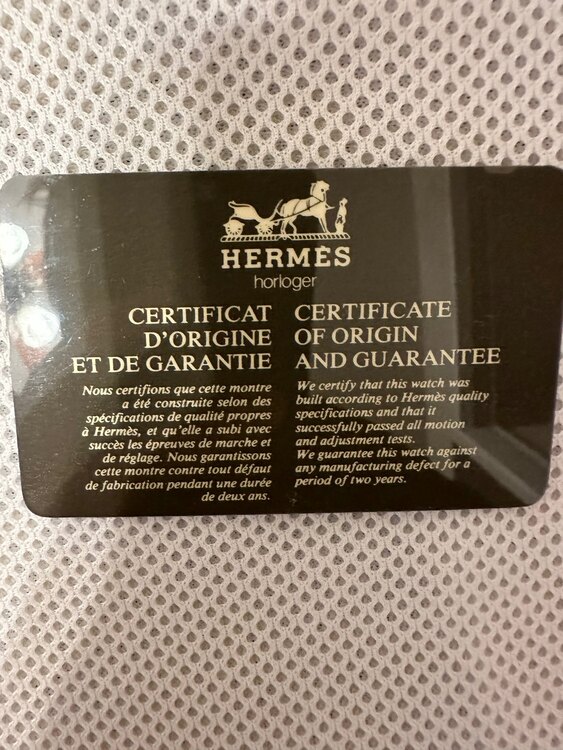 HERMÈS
horloger
CERTIFICAT
D'ORIGINE
ET DE GARANTIE
Nous certifions que cette montre
a été construite selon des
spécifications de qualité propres
à Hermès, et qu'elle a subi avec
succès les épreuves de marche et
de réglage. Nous garantissons
cette montre contre tout défaut
de fabrication pendant une durée
de deux ans.
CERTIFICATE
OF ORIGIN
AND GUARANTEE
We certify that this watch was
built according to Hermès quality
specifications and that it
successfully passed all motion
and adjustment tests.
We guarantee this watch against
any manufacturing defect for a
period of two years.